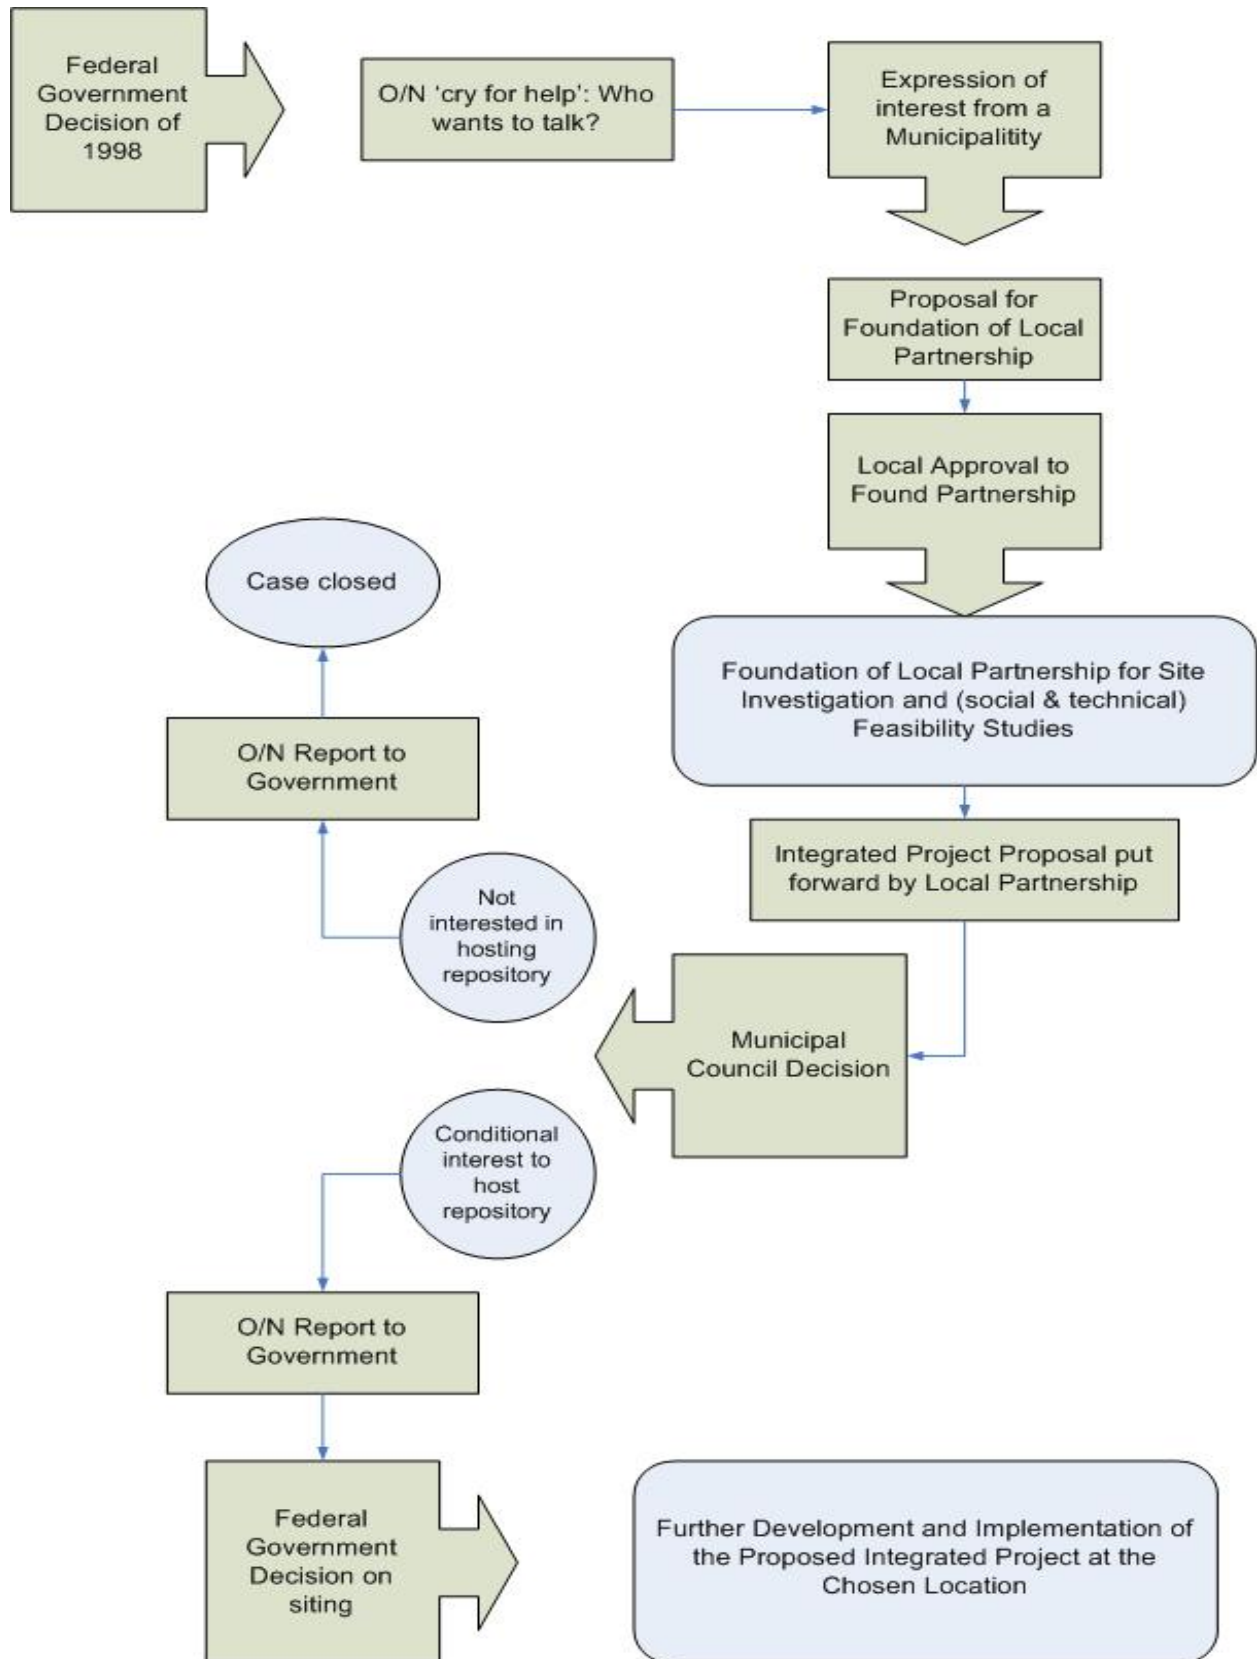 Federal
Government
Decision of
1998
O/N ‘cry for help’: Who
wants to talk?
Expression of
interest from a
Municipalitity
Proposal for
Foundation of Local
Partnership
Local Approval to
Found Partnership
Foundation of Local Partnership for Site
Investigation and (social & technical)
Feasibility Studies
Integrated Project Proposal put
forward by Local Partnership
Municipal
Council Decision
Not
interested in
hosting
repository
O/N Report to
Government
Case closed
Conditional
interest to
host
repository
O/N Report to
Government
Federal
Government
Decision on
siting
Further Development and Implementation of
the Proposed Integrated Project at the
Chosen Location